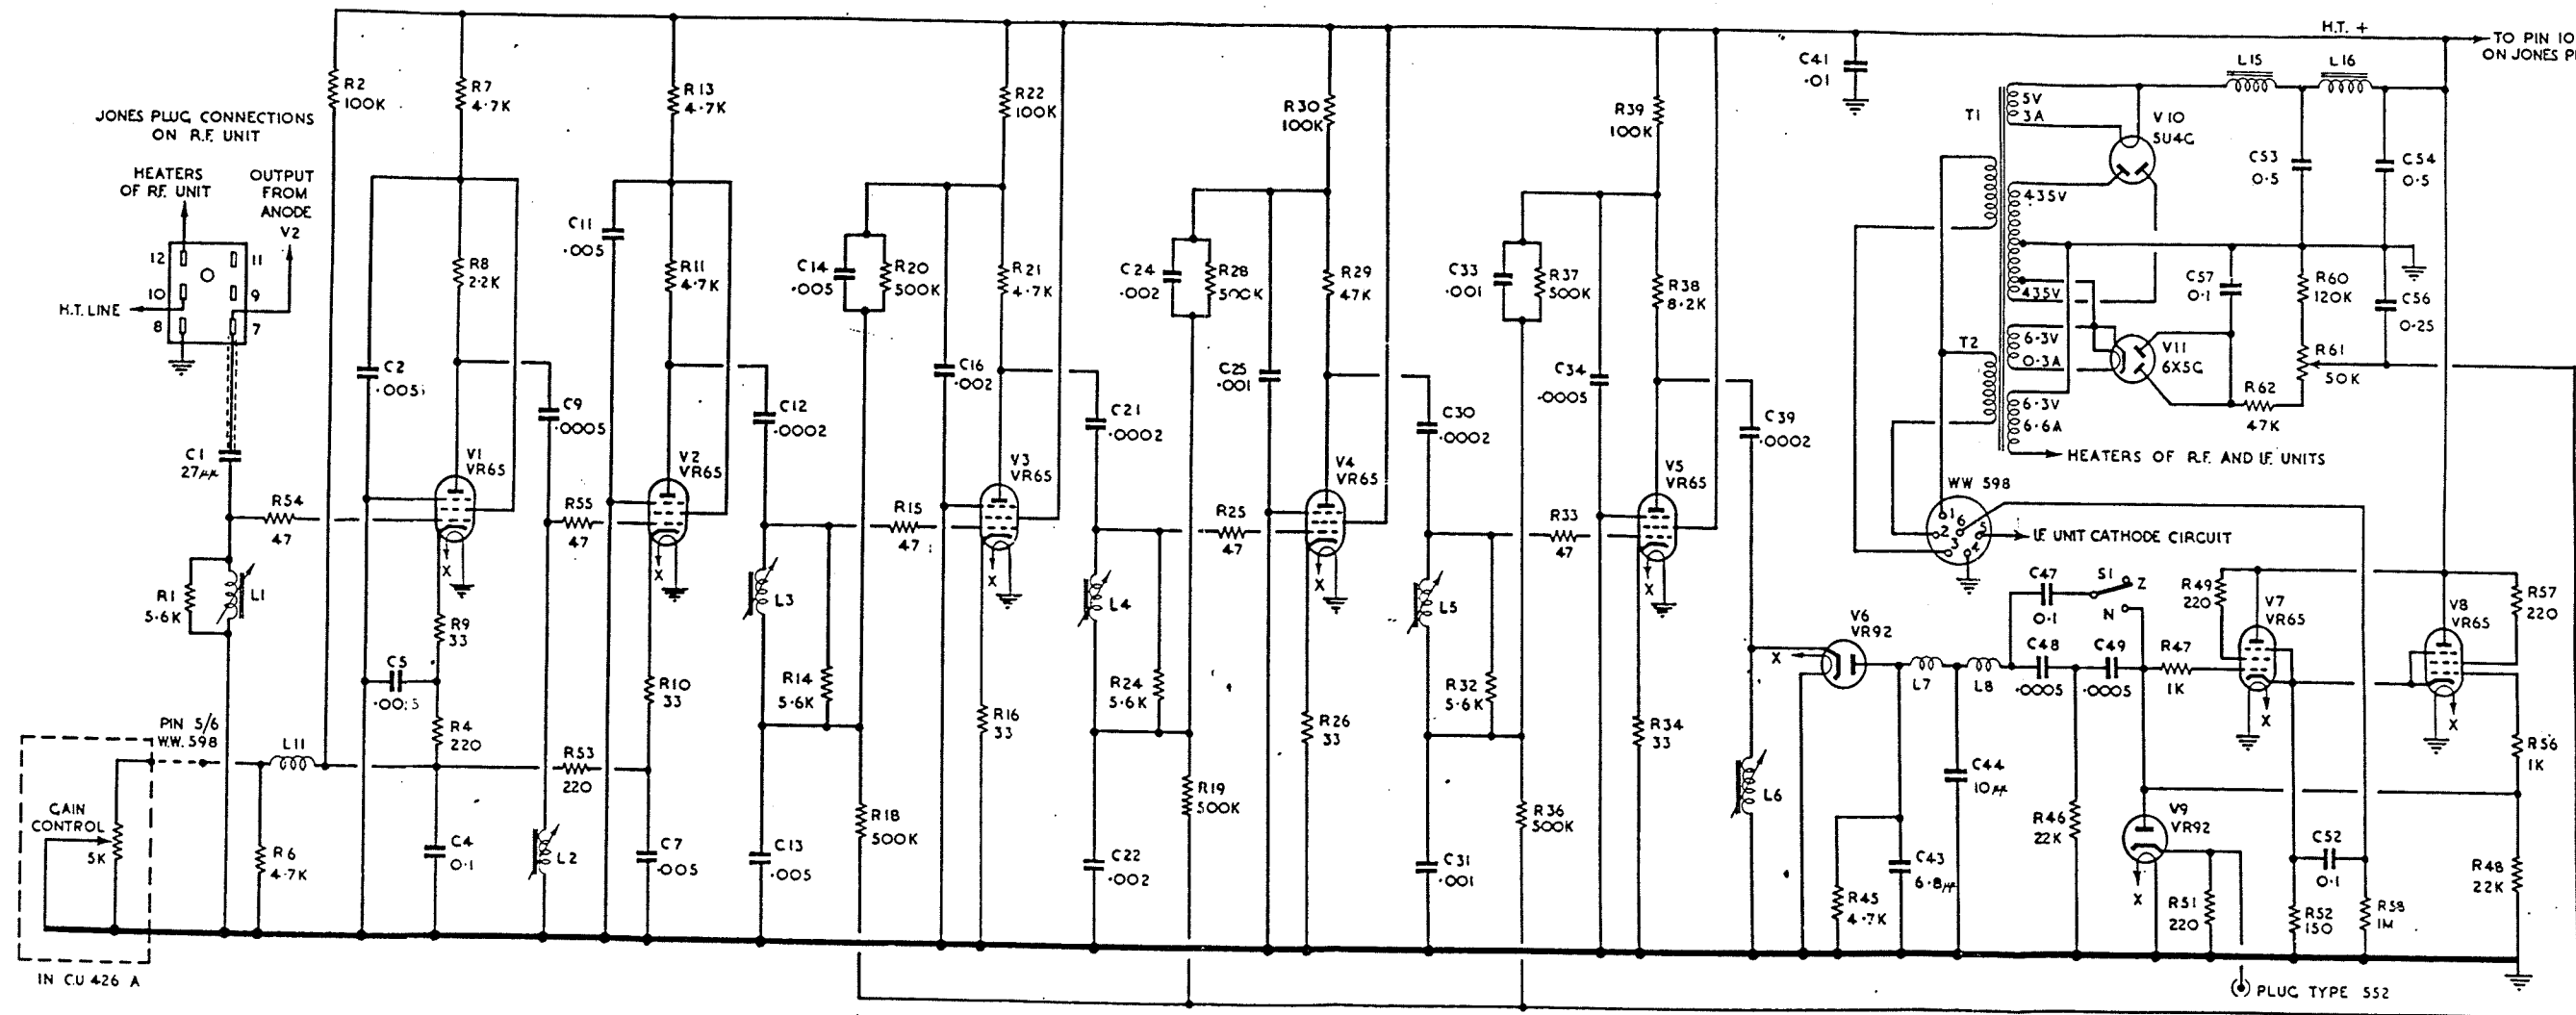 JONES PLUG CONNECTIONS
ON R.F. UNIT
HEATERS
OF R.F. UNIT
OUTPUT
FROM
ANODE
V2
12
11
10
9
8
7
H.T. LINE
C1
27μμ
R54
47
R1
5.6K
L1
PIN 5/6
W.W. 598
L11
GAIN
CONTROL
5K
R6
4.7K
IN C.U 426 A
R2
100K
R7
4.7K
R8
2.2K
C2
.005
V1
VR65
X
R9
33
C5
R4
220
C4
0.1
C9
.0005
R55
47
L2
R53
220
R13
4.7K
C11
.005
R11
4.7K
V2
VR65
X
R10
33
C7
.005
C12
.0002
L3
R14
5.6K
C13
.005
C14
.005
R20
500K
R18
500K
R15
47
R22
100K
R21
4.7K
C16
.002
V3
VR65
X
R16
33
C21
.0002
L4
R24
5.6K
C22
.002
C24
.002
R28
500K
R19
500K
R25
47
R30
100K
R29
47K
C25
.001
V4
VR65
X
R26
33
C30
.0002
L5
R32
5.6K
C31
.001
C33
.001
R37
500K
R36
500K
R33
47
R39
100K
R38
8.2K
C34
.0005
V5
VR65
X
R34
33
C39
.0002
L6
C41
.01
H.T. +
TO PIN 10
ON JONES
L15
L16
T1
5V
3A
V10
5U4G
435V
435V
C53
0.5
C54
0.5
C57
0.1
R60
120K
C56
0.25
T2
6.3V
0.3A
V11
6X5G
R61
50K
R62
47K
6.3V
6.6A
HEATERS OF R.F. AND I.F. UNITS
WW 598
1
6
5
2
3
4
I.F. UNIT CATHODE CIRCUIT
V6
VR92
X
L7
L8
C47
0.1
S1
Z
N
C48
.0005
C49
.0005
R47
1K
R49
220
V7
VR65
X
V8
VR65
X
R57
220
R56
1K
R48
22K
C44
10μμ
C43
6.8μμ
R45
4.7K
R46
22K
V9
VR92
X
R51
220
C52
0.1
R52
150
R58
1M
PLUG TYPE 552